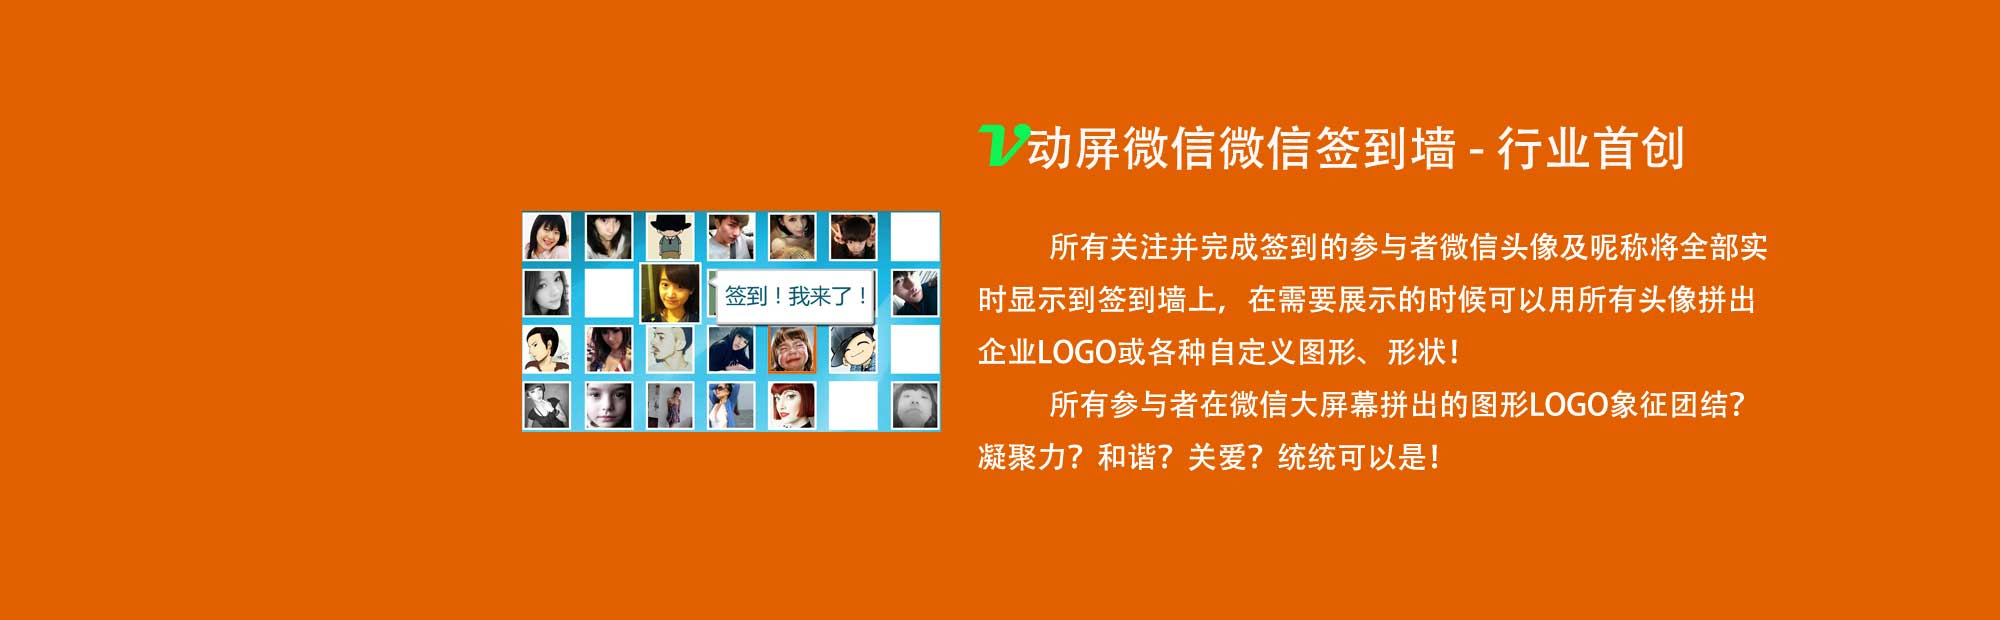 V动屏微信微信签到墙 - 行业首创
所有关注并完成签到的参与者微信头像及昵称将全部实
时显示到签到墙上，在需要展示的时候可以用所有头像拼出
企业LOGO或各种自定义图形、形状！
所有参与者在微信大屏幕拼出的图形LOGO象征团结？
凝聚力？和谐？关爱？统统可以是！
签到！我来了！